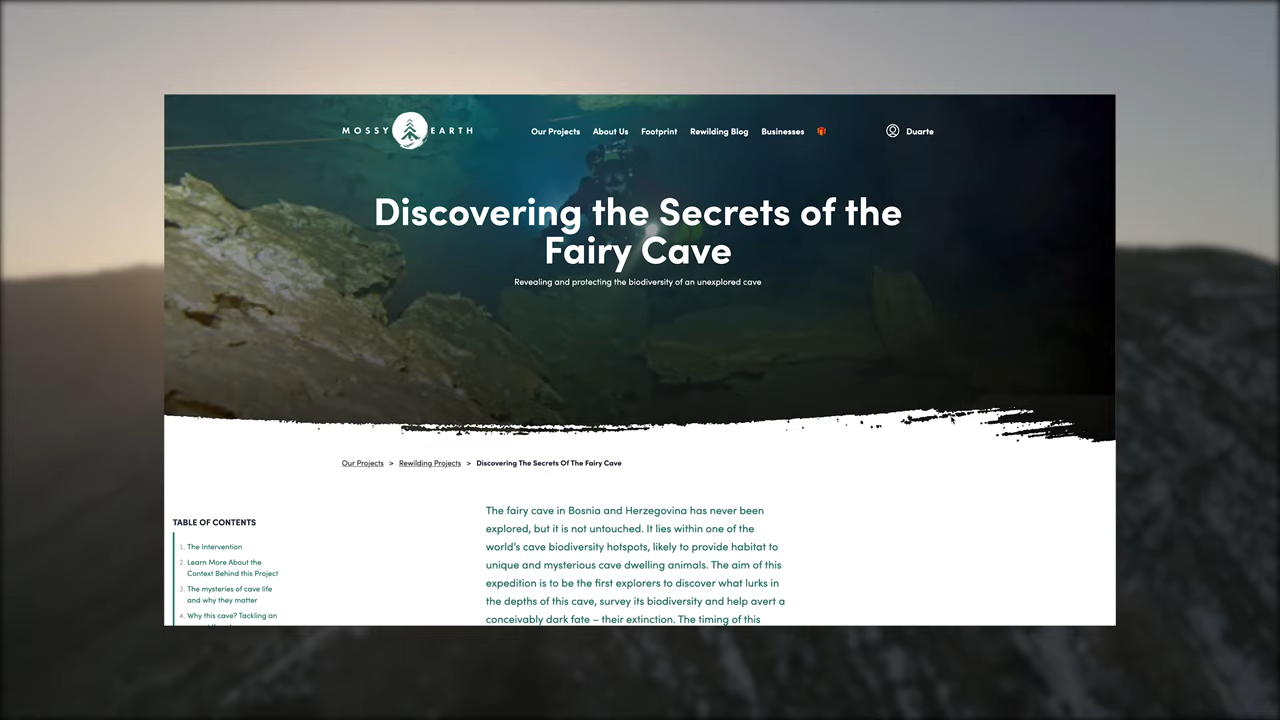 MOSSY EARTH
Our Projects About Us Footprint Rewilding Blog Businesses
Duarte
Discovering the Secrets of the
Fairy Cave
Revealing and protecting the biodiversity of an unexplored cave
Our Projects > Rewilding Projects > Discovering The Secrets Of The Fairy Cave
TABLE OF CONTENTS
1. The Intervention
2. Learn More About the
Context Behind this Project
3. The mysteries of cave life
and why they matter
4. Why this cave? Tackling an
The fairy cave in Bosnia and Herzegovina has never been
explored, but it is not untouched. It lies within one of the
world's cave biodiversity hotspots, likely to provide habitat to
unique and mysterious cave dwelling animals. The aim of this
expedition is to be the first explorers to discover what lurks in
the depths of this cave, survey its biodiversity and help avert a
conceivably dark fate – their extinction. The timing of this